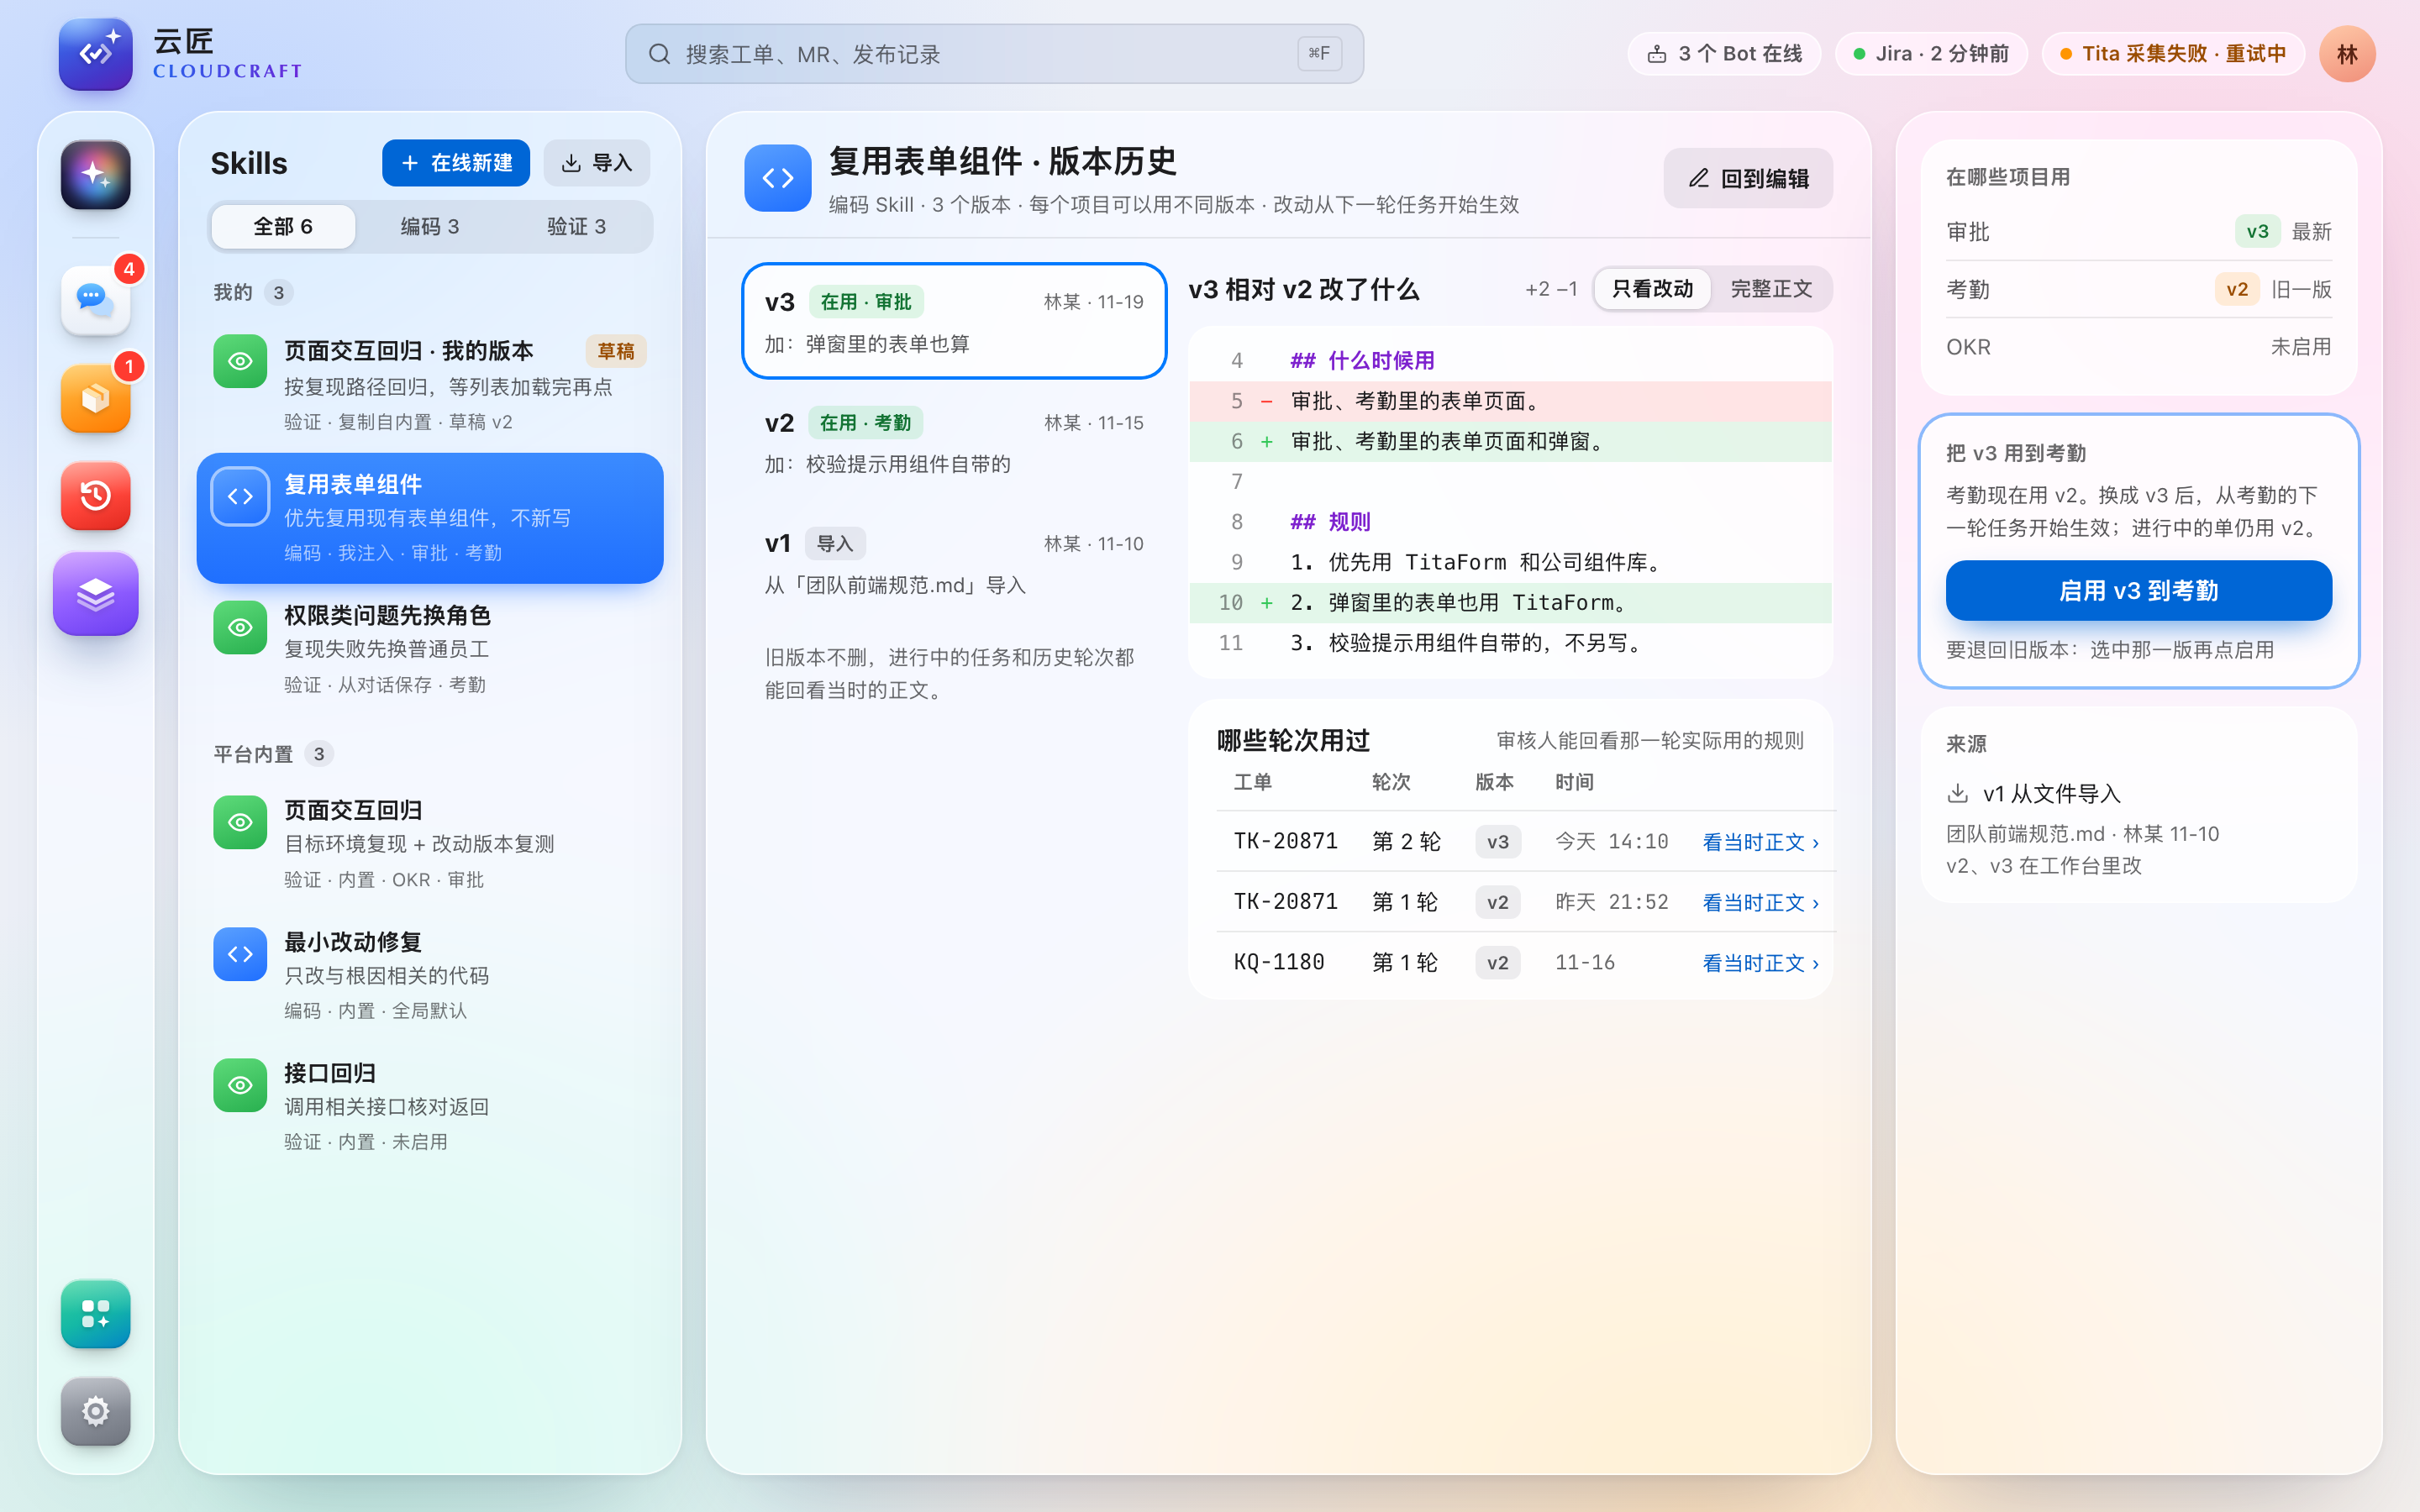 云匠
CLOUDCRAFT
搜索工单、MR、发布记录
⌘F
3 个 Bot 在线
Jira · 2 分钟前
Tita 采集失败 · 重试中
林
4
1
Skills
在线新建
导入
全部 6
编码 3
验证 3
我的 3
页面交互回归 · 我的版本
草稿
按复现路径回归，等列表加载完再点
验证 · 复制自内置 · 草稿 v2
复用表单组件
优先复用现有表单组件，不新写
编码 · 我注入 · 审批 · 考勤
权限类问题先换角色
复现失败先换普通员工
验证 · 从对话保存 · 考勤
平台内置 3
页面交互回归
目标环境复现 + 改动版本复测
验证 · 内置 · OKR · 审批
最小改动修复
只改与根因相关的代码
编码 · 内置 · 全局默认
接口回归
调用相关接口核对返回
验证 · 内置 · 未启用
复用表单组件 · 版本历史
编码 Skill · 3 个版本 · 每个项目可以用不同版本 · 改动从下一轮任务开始生效
回到编辑
v3 在用 · 审批 林某 · 11-19
加：弹窗里的表单也算
v2 在用 · 考勤 林某 · 11-15
加：校验提示用组件自带的
v1 导入 林某 · 11-10
从「团队前端规范.md」导入
旧版本不删，进行中的任务和历史轮次都
能回看当时的正文。
v3 相对 v2 改了什么
+2 −1
只看改动
完整正文
4 ## 什么时候用
5 − 审批、考勤里的表单页面。
6 + 审批、考勤里的表单页面和弹窗。
7
8 ## 规则
9 1. 优先用 TitaForm 和公司组件库。
10 + 2. 弹窗里的表单也用 TitaForm。
11 3. 校验提示用组件自带的，不另写。
哪些轮次用过
审核人能回看那一轮实际用的规则
工单 轮次 版本 时间
TK-20871 第 2 轮 v3 今天 14:10 看当时正文 ›
TK-20871 第 1 轮 v2 昨天 21:52 看当时正文 ›
KQ-1180 第 1 轮 v2 11-16 看当时正文 ›
在哪些项目用
审批 v3 最新
考勤 v2 旧一版
OKR 未启用
把 v3 用到考勤
考勤现在用 v2。换成 v3 后，从考勤的下
一轮任务开始生效；进行中的单仍用 v2。
启用 v3 到考勤
要退回旧版本：选中那一版再点启用
来源
v1 从文件导入
团队前端规范.md · 林某 11-10
v2、v3 在工作台里改